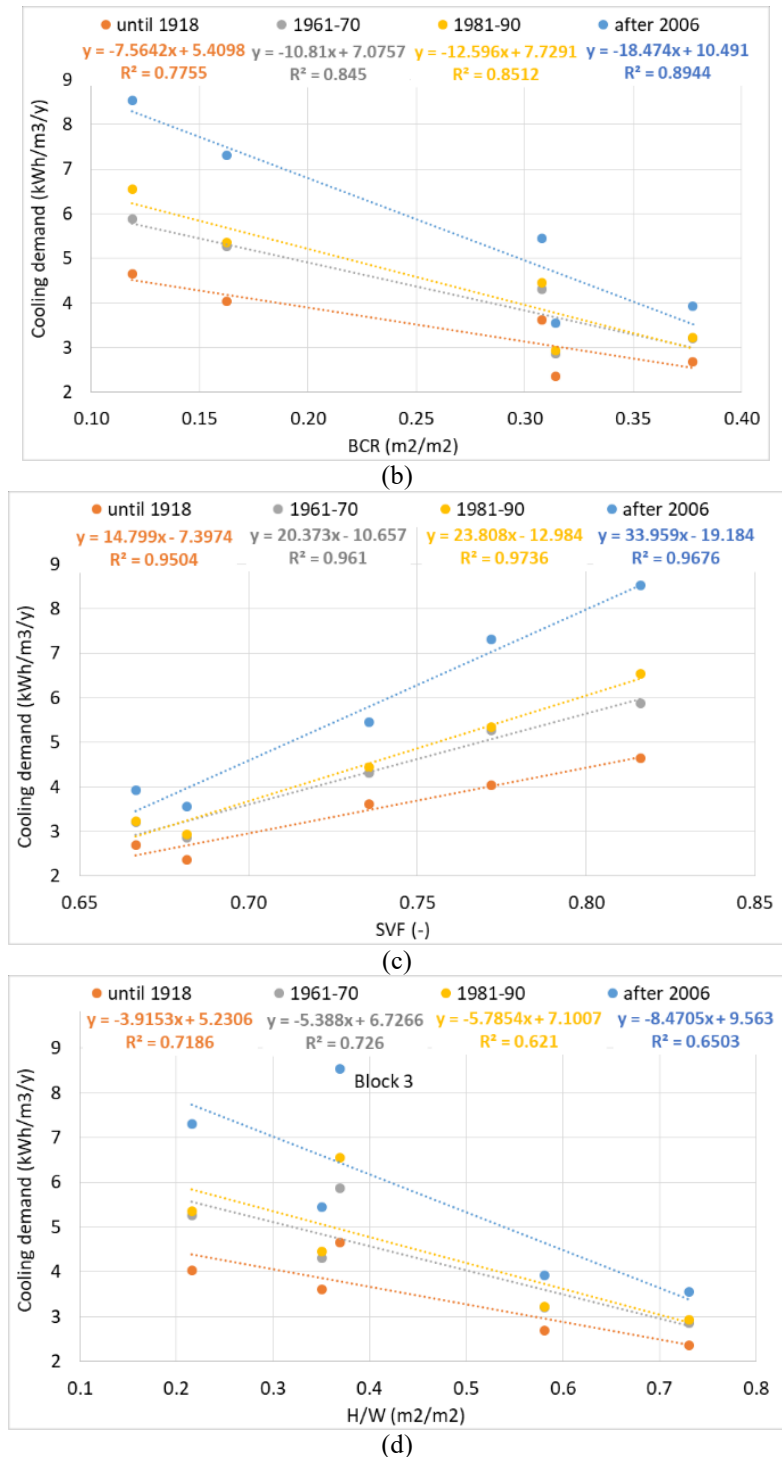 until 1918 1961-70 1981-90 after 2006
y = -7.5642x + 5.4098 y = -10.81x + 7.0757 y = -12.596x + 7.7291 y = -18.474x + 10.491
R² = 0.7755 R² = 0.845 R² = 0.8512 R² = 0.8944
9
8
7
6
5
4
3
2
Cooling demand (kWh/m3/y)
0.10 0.15 0.20 0.25 0.30 0.35 0.40
BCR (m2/m2)
(b)
until 1918 1961-70 1981-90 after 2006
y = 14.799x - 7.3974 y = 20.373x - 10.657 y = 23.808x - 12.984 y = 33.959x - 19.184
R² = 0.9504 R² = 0.961 R² = 0.9736 R² = 0.9676
9
8
7
6
5
4
3
2
Cooling demand (kWh/m3/y)
0.65 0.70 0.75 0.80 0.85
SVF (-)
(c)
until 1918 1961-70 1981-90 after 2006
y = -3.9153x + 5.2306 y = -5.388x + 6.7266 y = -5.7854x + 7.1007 y = -8.4705x + 9.563
R² = 0.7186 R² = 0.726 R² = 0.621 R² = 0.6503
Block 3
9
8
7
6
5
4
3
2
1
Cooling demand (kWh/m3/y)
0.1 0.2 0.3 0.4 0.5 0.6 0.7 0.8
H/W (m2/m2)
(d)